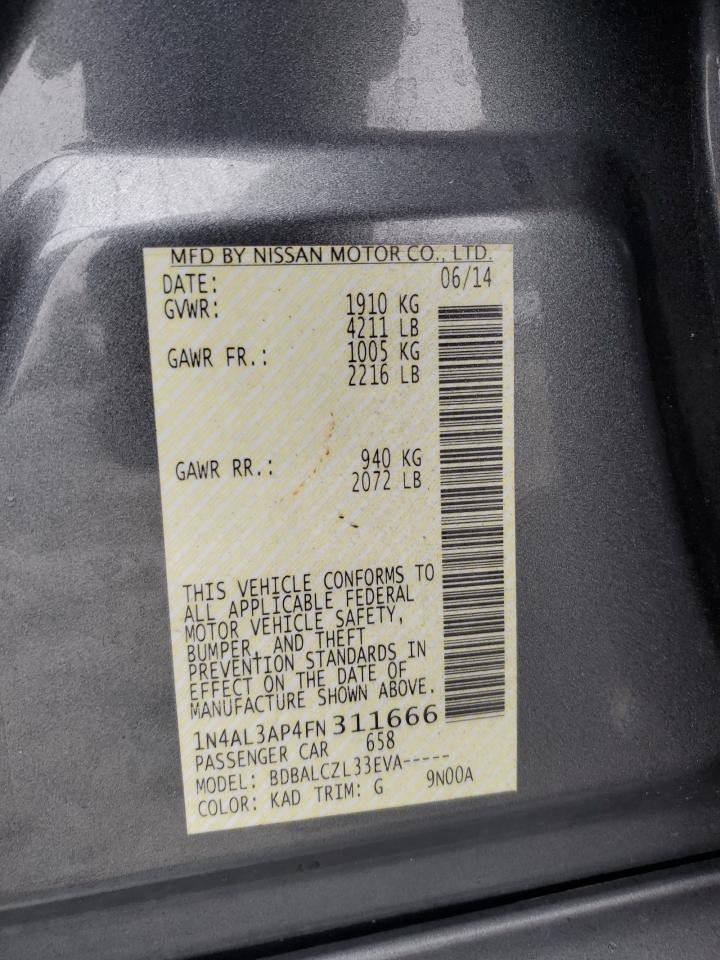 MFD BY NISSAN MOTOR CO., LTD.
DATE: 06/14
GVWR: 1910 KG
4211 LB
GAWR FR.: 1005 KG
2216 LB
GAWR RR.: 940 KG
2072 LB
THIS VEHICLE CONFORMS TO
ALL APPLICABLE FEDERAL
MOTOR VEHICLE SAFETY,
BUMPER, AND THEFT
PREVENTION STANDARDS IN
EFFECT ON THE DATE OF
MANUFACTURE SHOWN ABOVE.
1N4AL3AP4FN 311666
PASSENGER CAR 658
MODEL: BDBALCZL33EVA-----
COLOR: KAD TRIM: G 9N00A